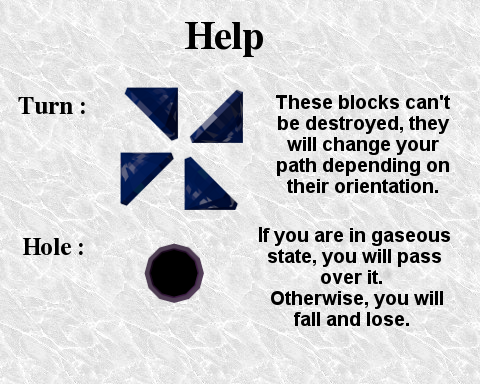 Help
Turn :
These blocks can't
be destroyed, they
will change your
path depending on
their orientation.
Hole :
If you are in gaseous
state, you will pass
over it.
Otherwise, you will
fall and lose.